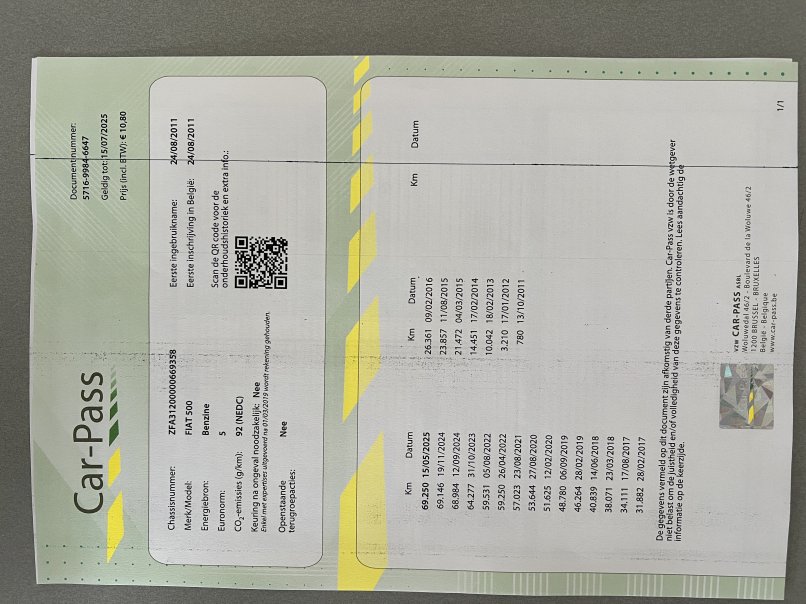 Car-Pass
Documentnummer:
5716-9984-6647
Geldig tot: 15/07/2025
Prijs (incl. BTW): € 10,80
Chassisnummer: ZFA31200000669358
Merk/Model: FIAT 500
Energiebron: Benzine
Euronorm: 5
CO2-emissies (g/km): 92 (NEDC)
Keuring na ongeval noodzakelijk: Nee
Enkel met expertises uitgevoerd na 01/03/2019 wordt rekening gehouden.
Openstaande
terugroepacties: Nee
Eerste ingebruikname: 24/08/2011
Eerste inschrijving in België: 24/08/2011
Scan de QR code voor de
onderhoudshistoriek en extra info.:
Km Datum
69.250 15/05/2025
69.146 19/11/2024
68.984 12/09/2024
64.277 31/10/2023
59.531 05/08/2022
59.250 26/04/2022
57.023 23/08/2021
53.644 27/08/2020
51.625 12/02/2020
48.780 06/09/2019
46.264 28/02/2019
40.839 14/06/2018
38.071 23/03/2018
34.111 17/08/2017
31.882 28/02/2017
Km Datum
26.361 09/02/2016
23.857 11/08/2015
21.472 04/03/2015
14.451 17/02/2014
10.042 18/02/2013
3.210 17/01/2012
780 13/10/2011
Km Datum
De gegevens vermeld op dit document zijn afkomstig van derde partijen. Car-Pass vzw is door de wetgever
niet belast om de juistheid en/of volledigheid van deze gegevens te controleren. Lees aandachtig de
informatie op de keerzijde.
vzw CAR-PASS ASBL
Woluwedal 46/2 - Boulevard de la Woluwe 46/2
1200 BRUSSEL - BRUXELLES
België - Belgique
www.car-pass.be
1/1